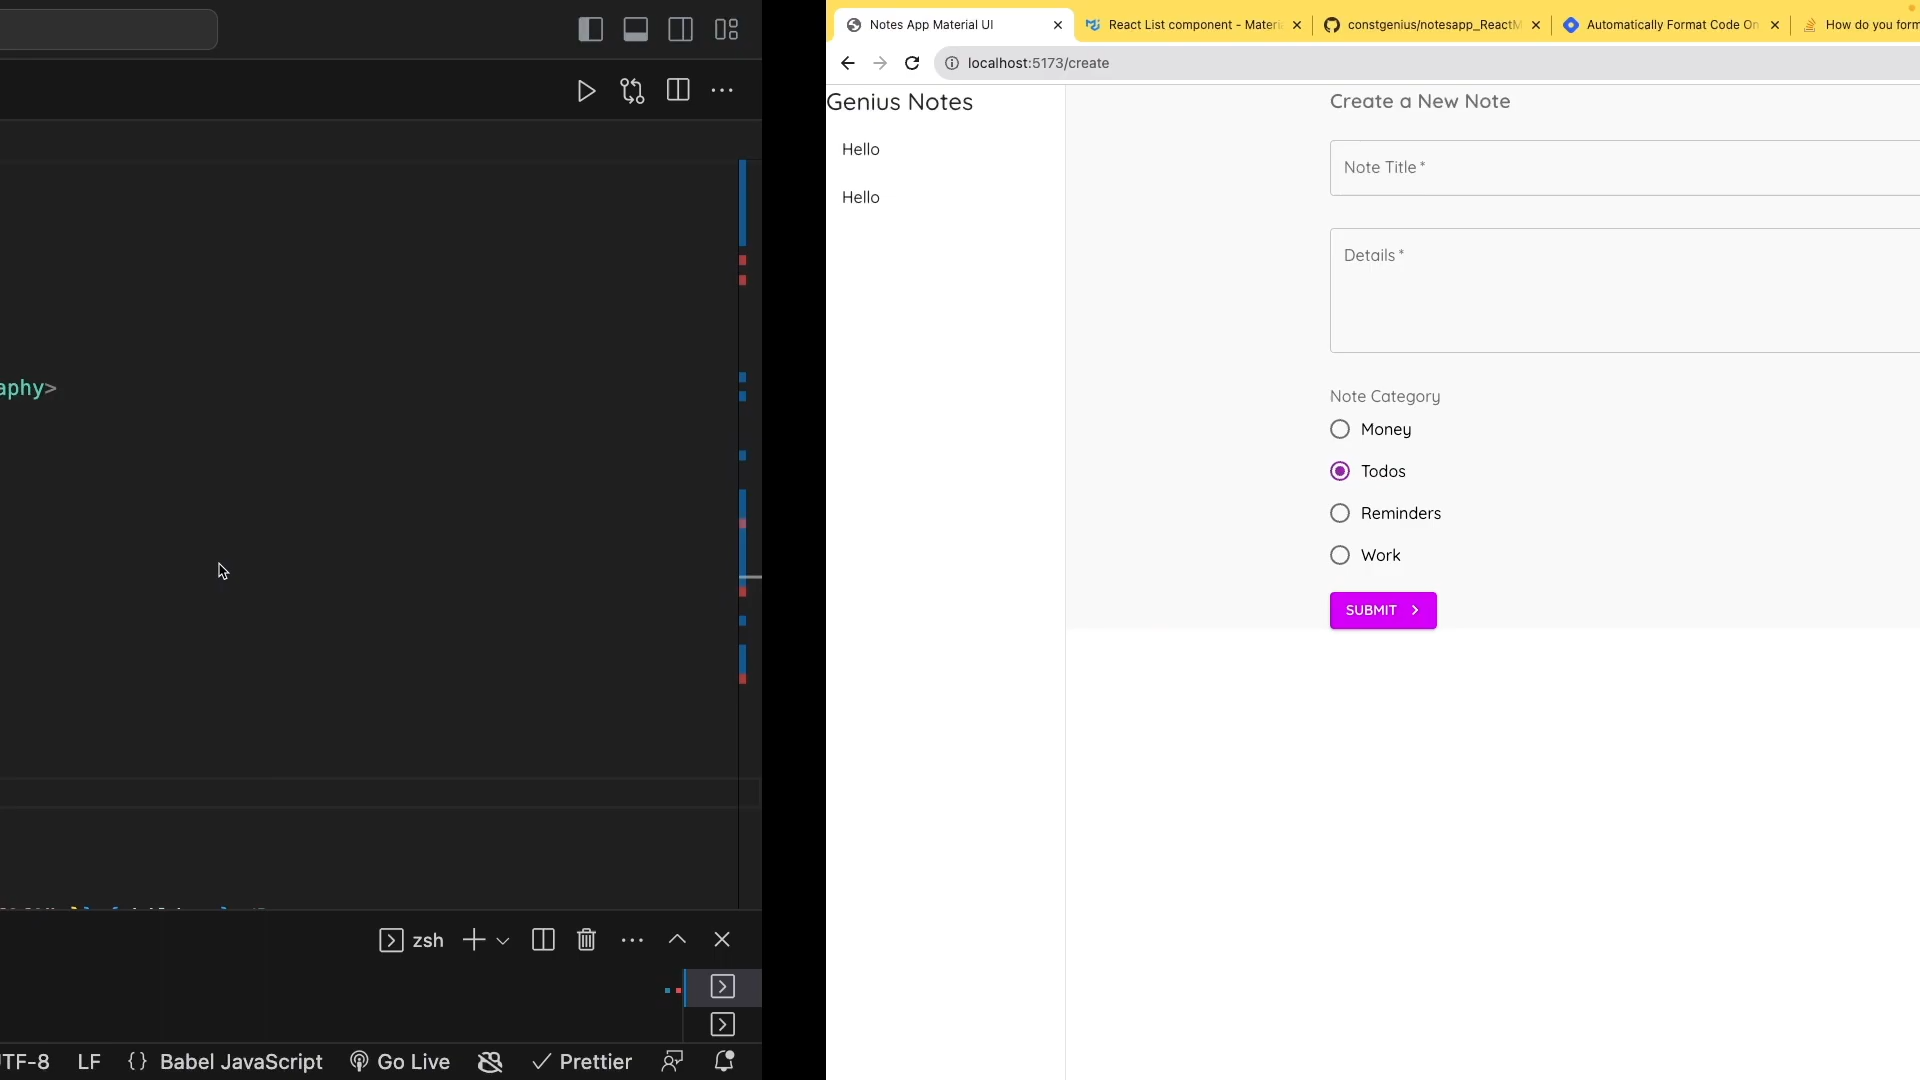 aphy>
zsh
TF-8 LF {} Babel JavaScript Go Live Prettier
Notes App Material UI
React List component - Materi
constgenius/notesapp_ReactM
Automatically Format Code On
How do you form
localhost:5173/create
Genius Notes
Hello
Hello
Create a New Note
Note Title *
Details *
Note Category
Money
Todos
Reminders
Work
SUBMIT